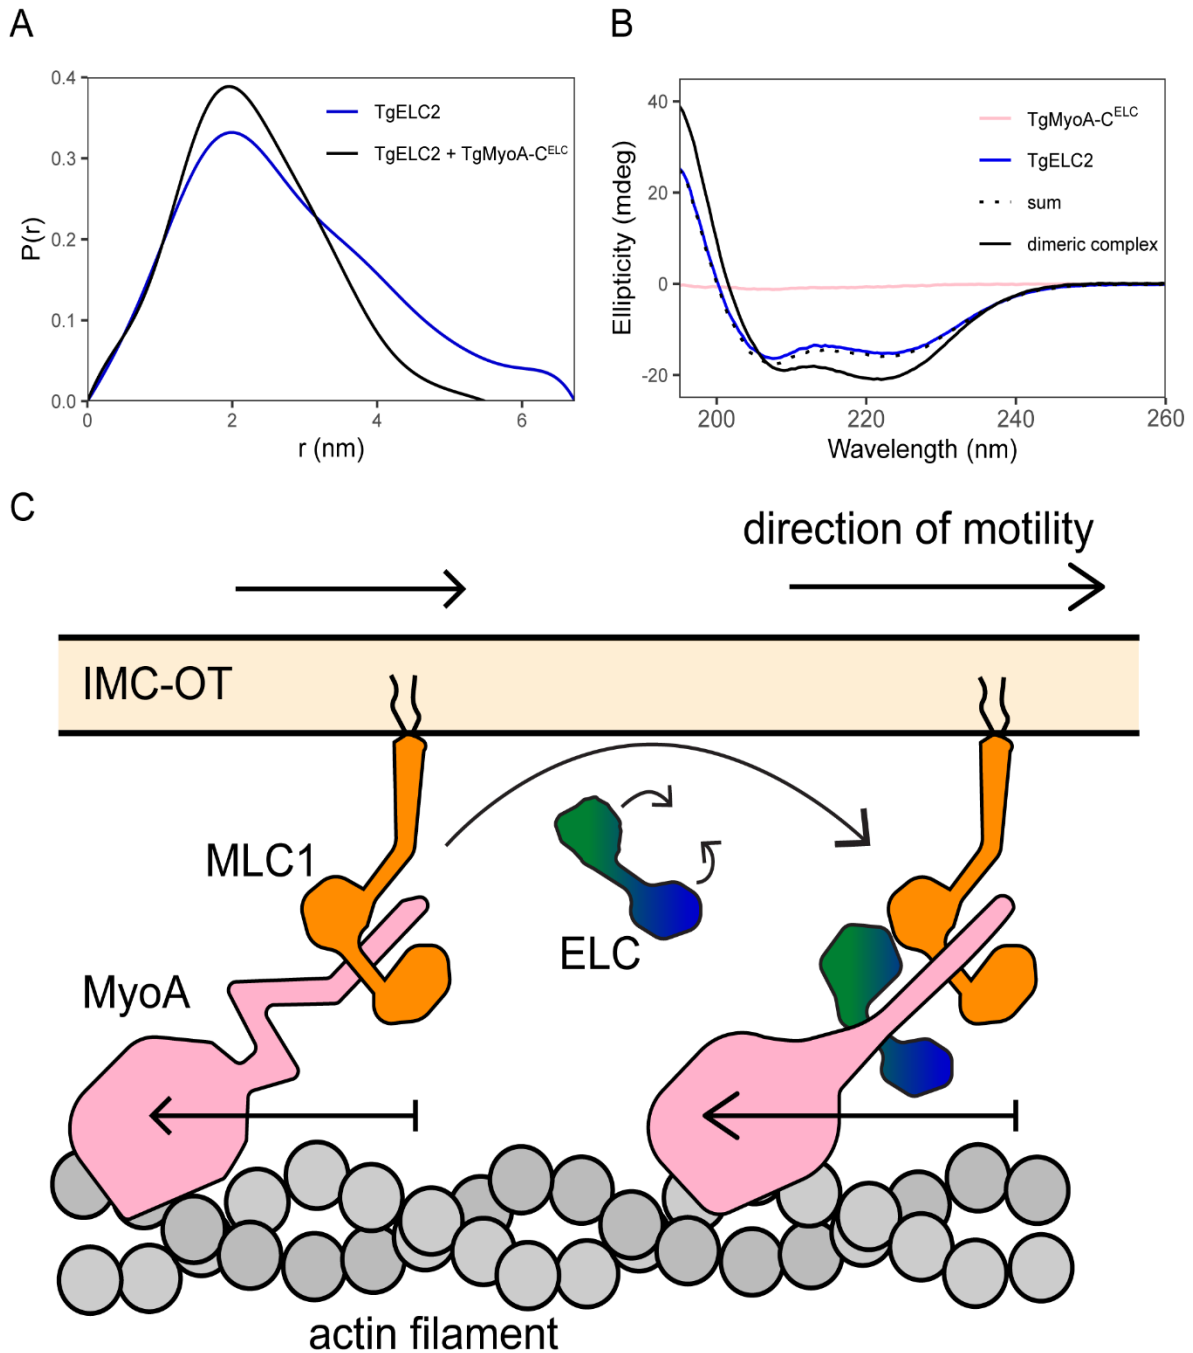 A
B
0.4
0.3
0.2
0.1
0.0
P(r)
0
2
4
6
r (nm)
TgELC2
TgELC2 + TgMyoA-C^ELC
40
20
0
-20
Ellipticity (mdeg)
200
220
240
260
Wavelength (nm)
TgMyoA-C^ELC
TgELC2
sum
dimeric complex
C
direction of motility
IMC-OT
MLC1
ELC
MyoA
actin filament